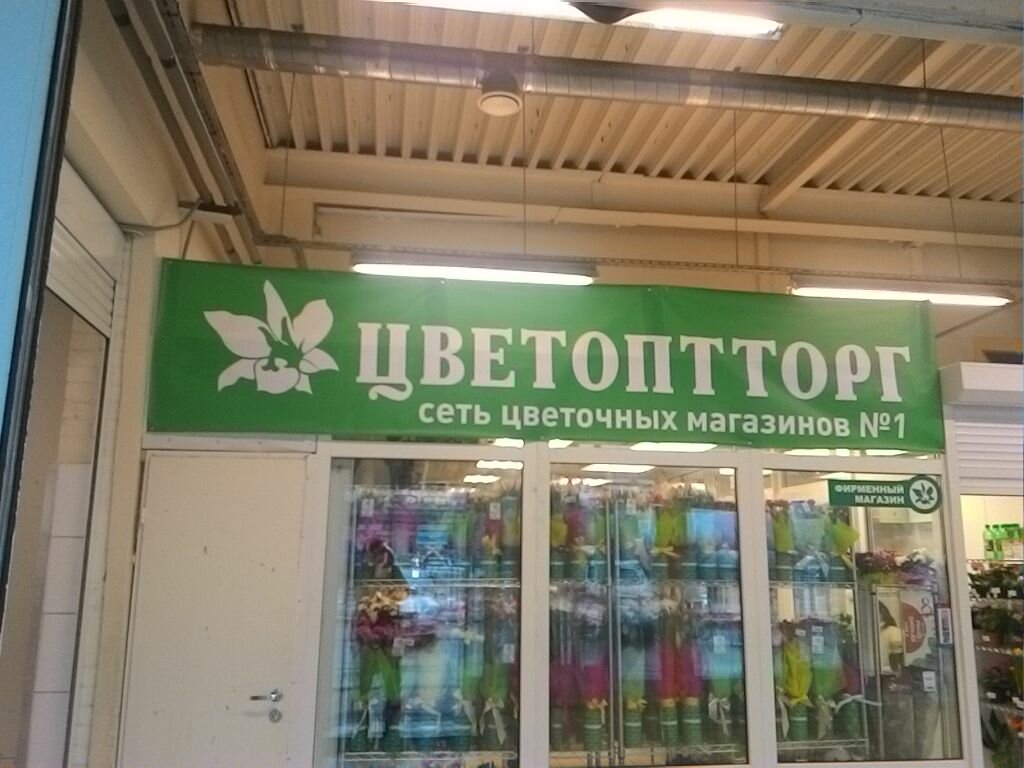 ЦВЕТОПТТОРГ
сеть цветочных магазинов №1
ФИРМЕННЫЙ
МАГАЗИН